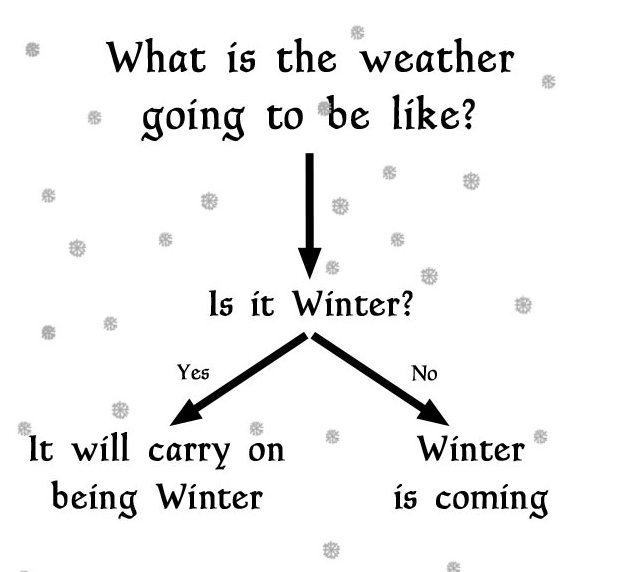 What is the weather
going to be like?
Is it Winter?
Yes
No
It will carry on
being Winter
Winter
is coming